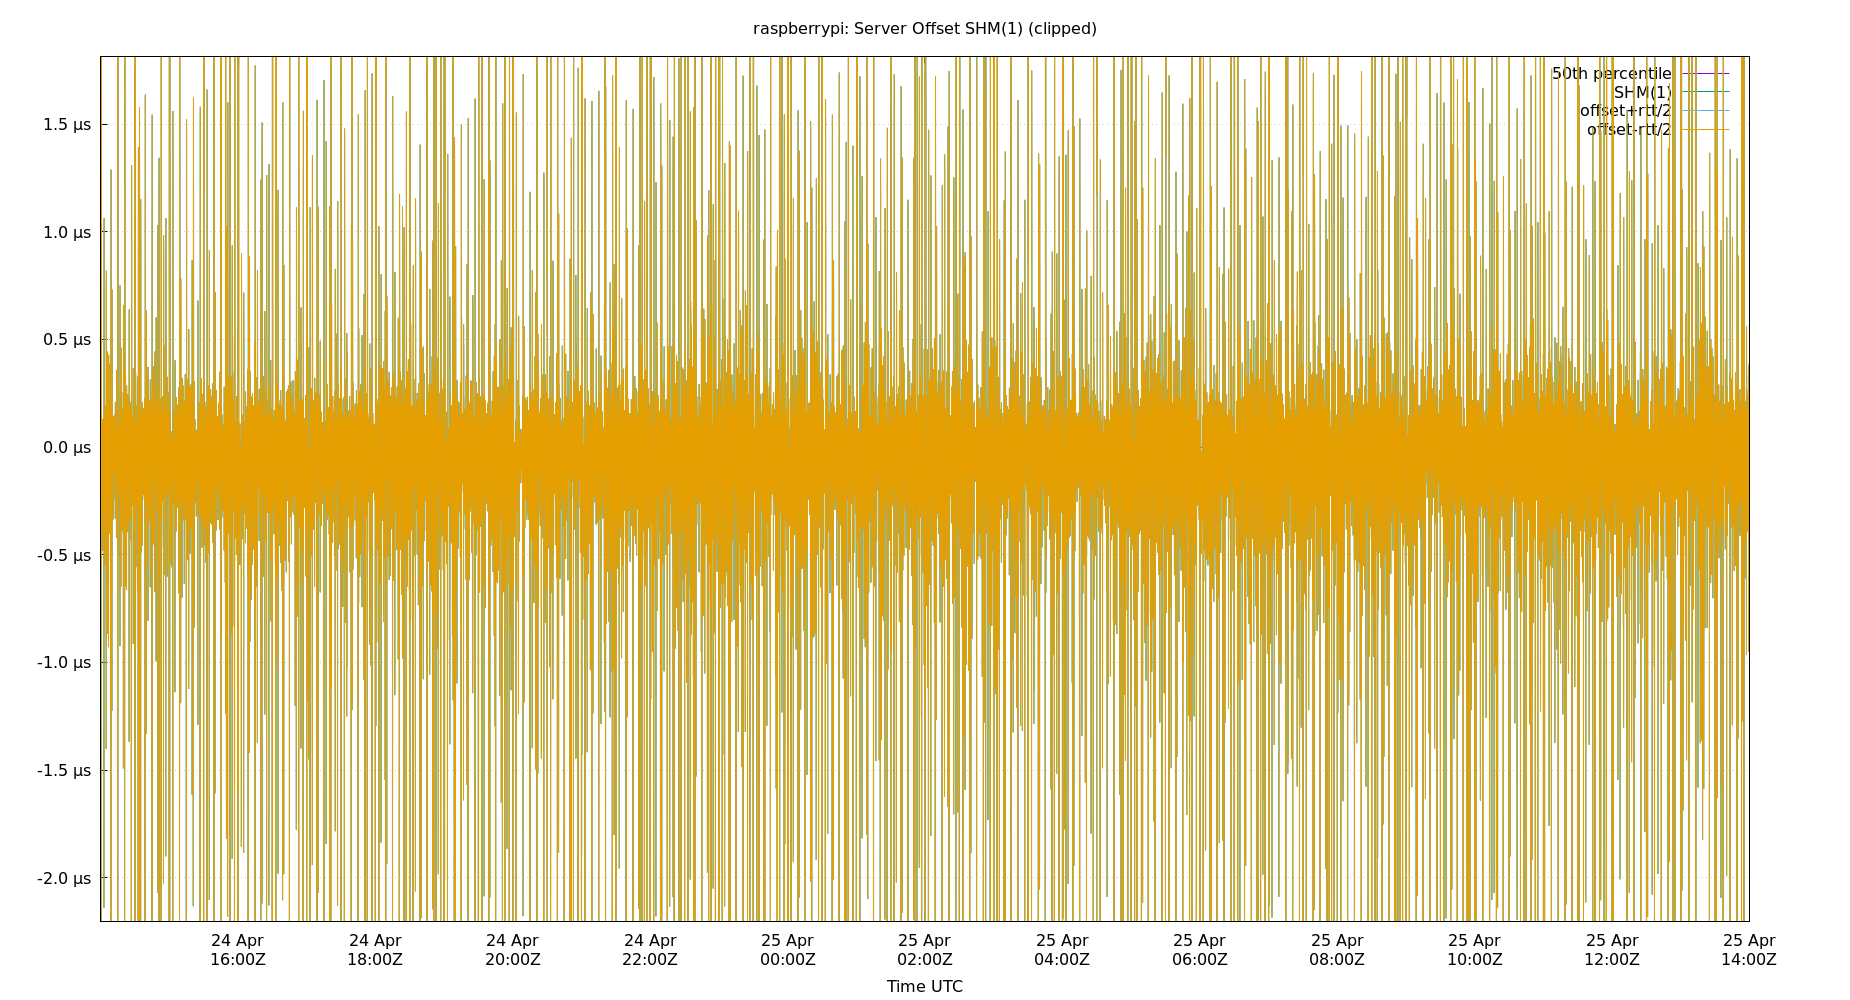 raspberrypi: Server Offset SHM(1) (clipped)
50th percentile
SHM(1)
offset+rtt/2
offset-rtt/2
1.5 µs
1.0 µs
0.5 µs
0.0 µs
-0.5 µs
-1.0 µs
-1.5 µs
-2.0 µs
24 Apr 24 Apr 24 Apr 24 Apr 25 Apr 25 Apr 25 Apr 25 Apr 25 Apr 25 Apr 25 Apr 25 Apr
16:00Z 18:00Z 20:00Z 22:00Z 00:00Z 02:00Z 04:00Z 06:00Z 08:00Z 10:00Z 12:00Z 14:00Z
Time UTC